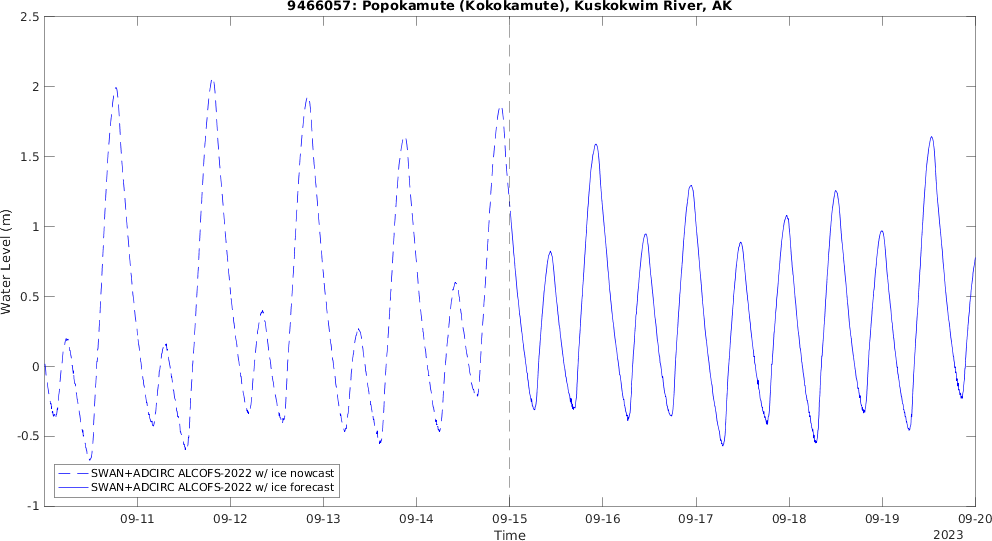 9466057: Popokamute (Kokokamute), Kuskokwim River, AK
2.5
2
1.5
1
0.5
0
-0.5
-1
Water Level (m)
SWAN+ADCIRC ALCOFS-2022 w/ ice nowcast
SWAN+ADCIRC ALCOFS-2022 w/ ice forecast
09-11 09-12 09-13 09-14 09-15 09-16 09-17 09-18 09-19 09-20
Time
2023